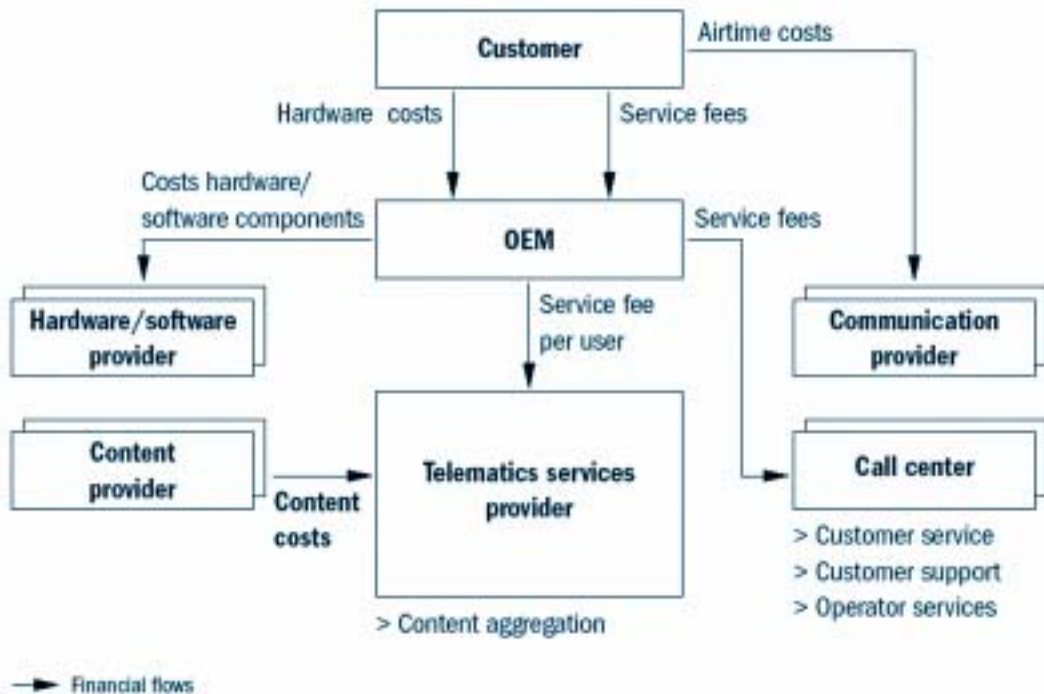 Customer
Airtime costs
Hardware costs
Service fees
Costs hardware/
software components
OEM
Service fees
Hardware/software
provider
Service fee
per user
Communication
provider
Content
provider
Content
costs
Telematics services
provider
Call center
> Customer service
> Customer support
> Operator services
> Content aggregation
Financial flows